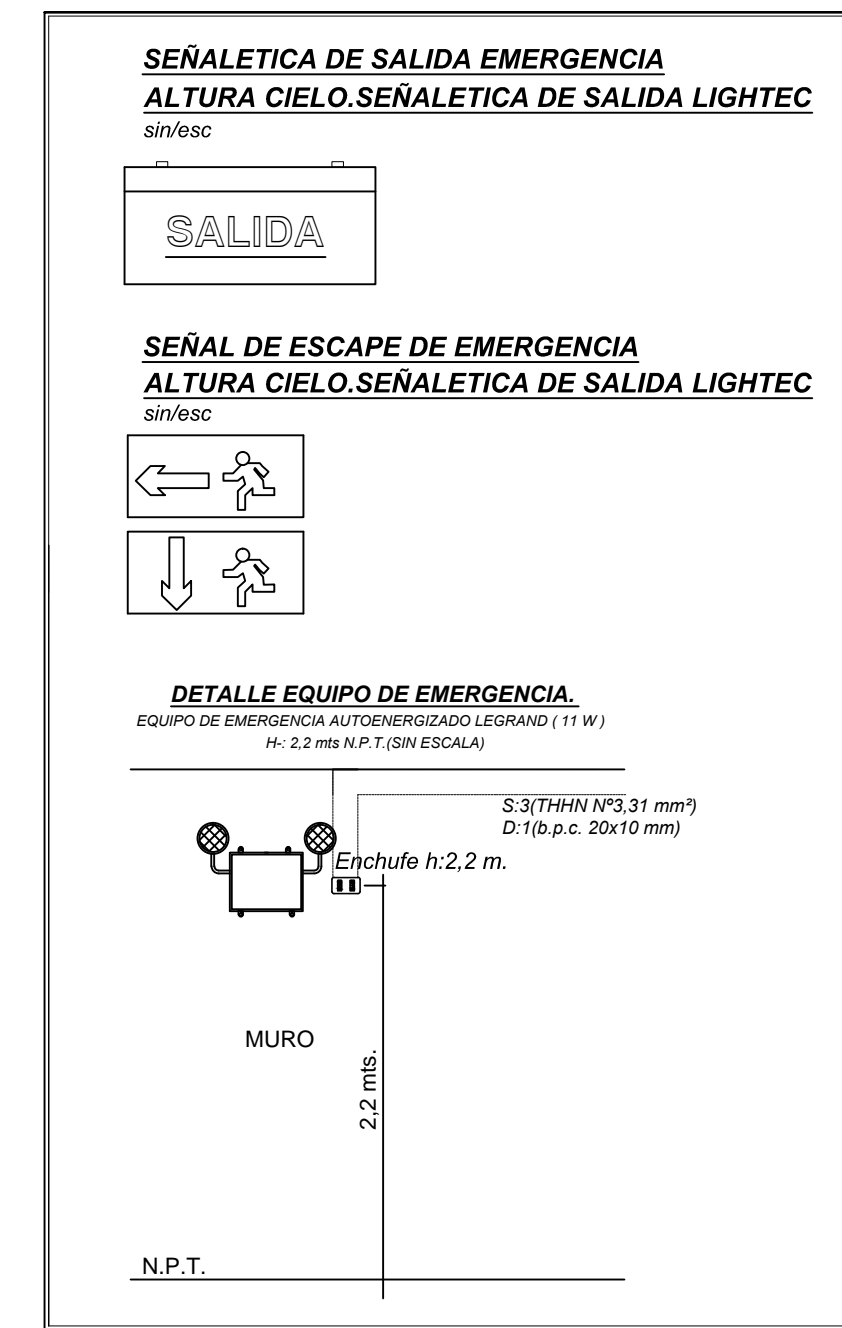 SEÑALETICA DE SALIDA EMERGENCIA
ALTURA CIELO.SEÑALETICA DE SALIDA LIGHTEC
sin/esc
SALIDA
SEÑAL DE ESCAPE DE EMERGENCIA
ALTURA CIELO.SEÑALETICA DE SALIDA LIGHTEC
sin/esc
DETALLE EQUIPO DE EMERGENCIA.
EQUIPO DE EMERGENCIA AUTOENERGIZADO LEGRAND ( 11 W )
H-: 2,2 mts N.P.T.(SIN ESCALA)
S:3(THHN Nº3,31 mm²)
D:1(b.p.c. 20x10 mm)
Enchufe h:2,2 m.
MURO
2,2 mts.
N.P.T.